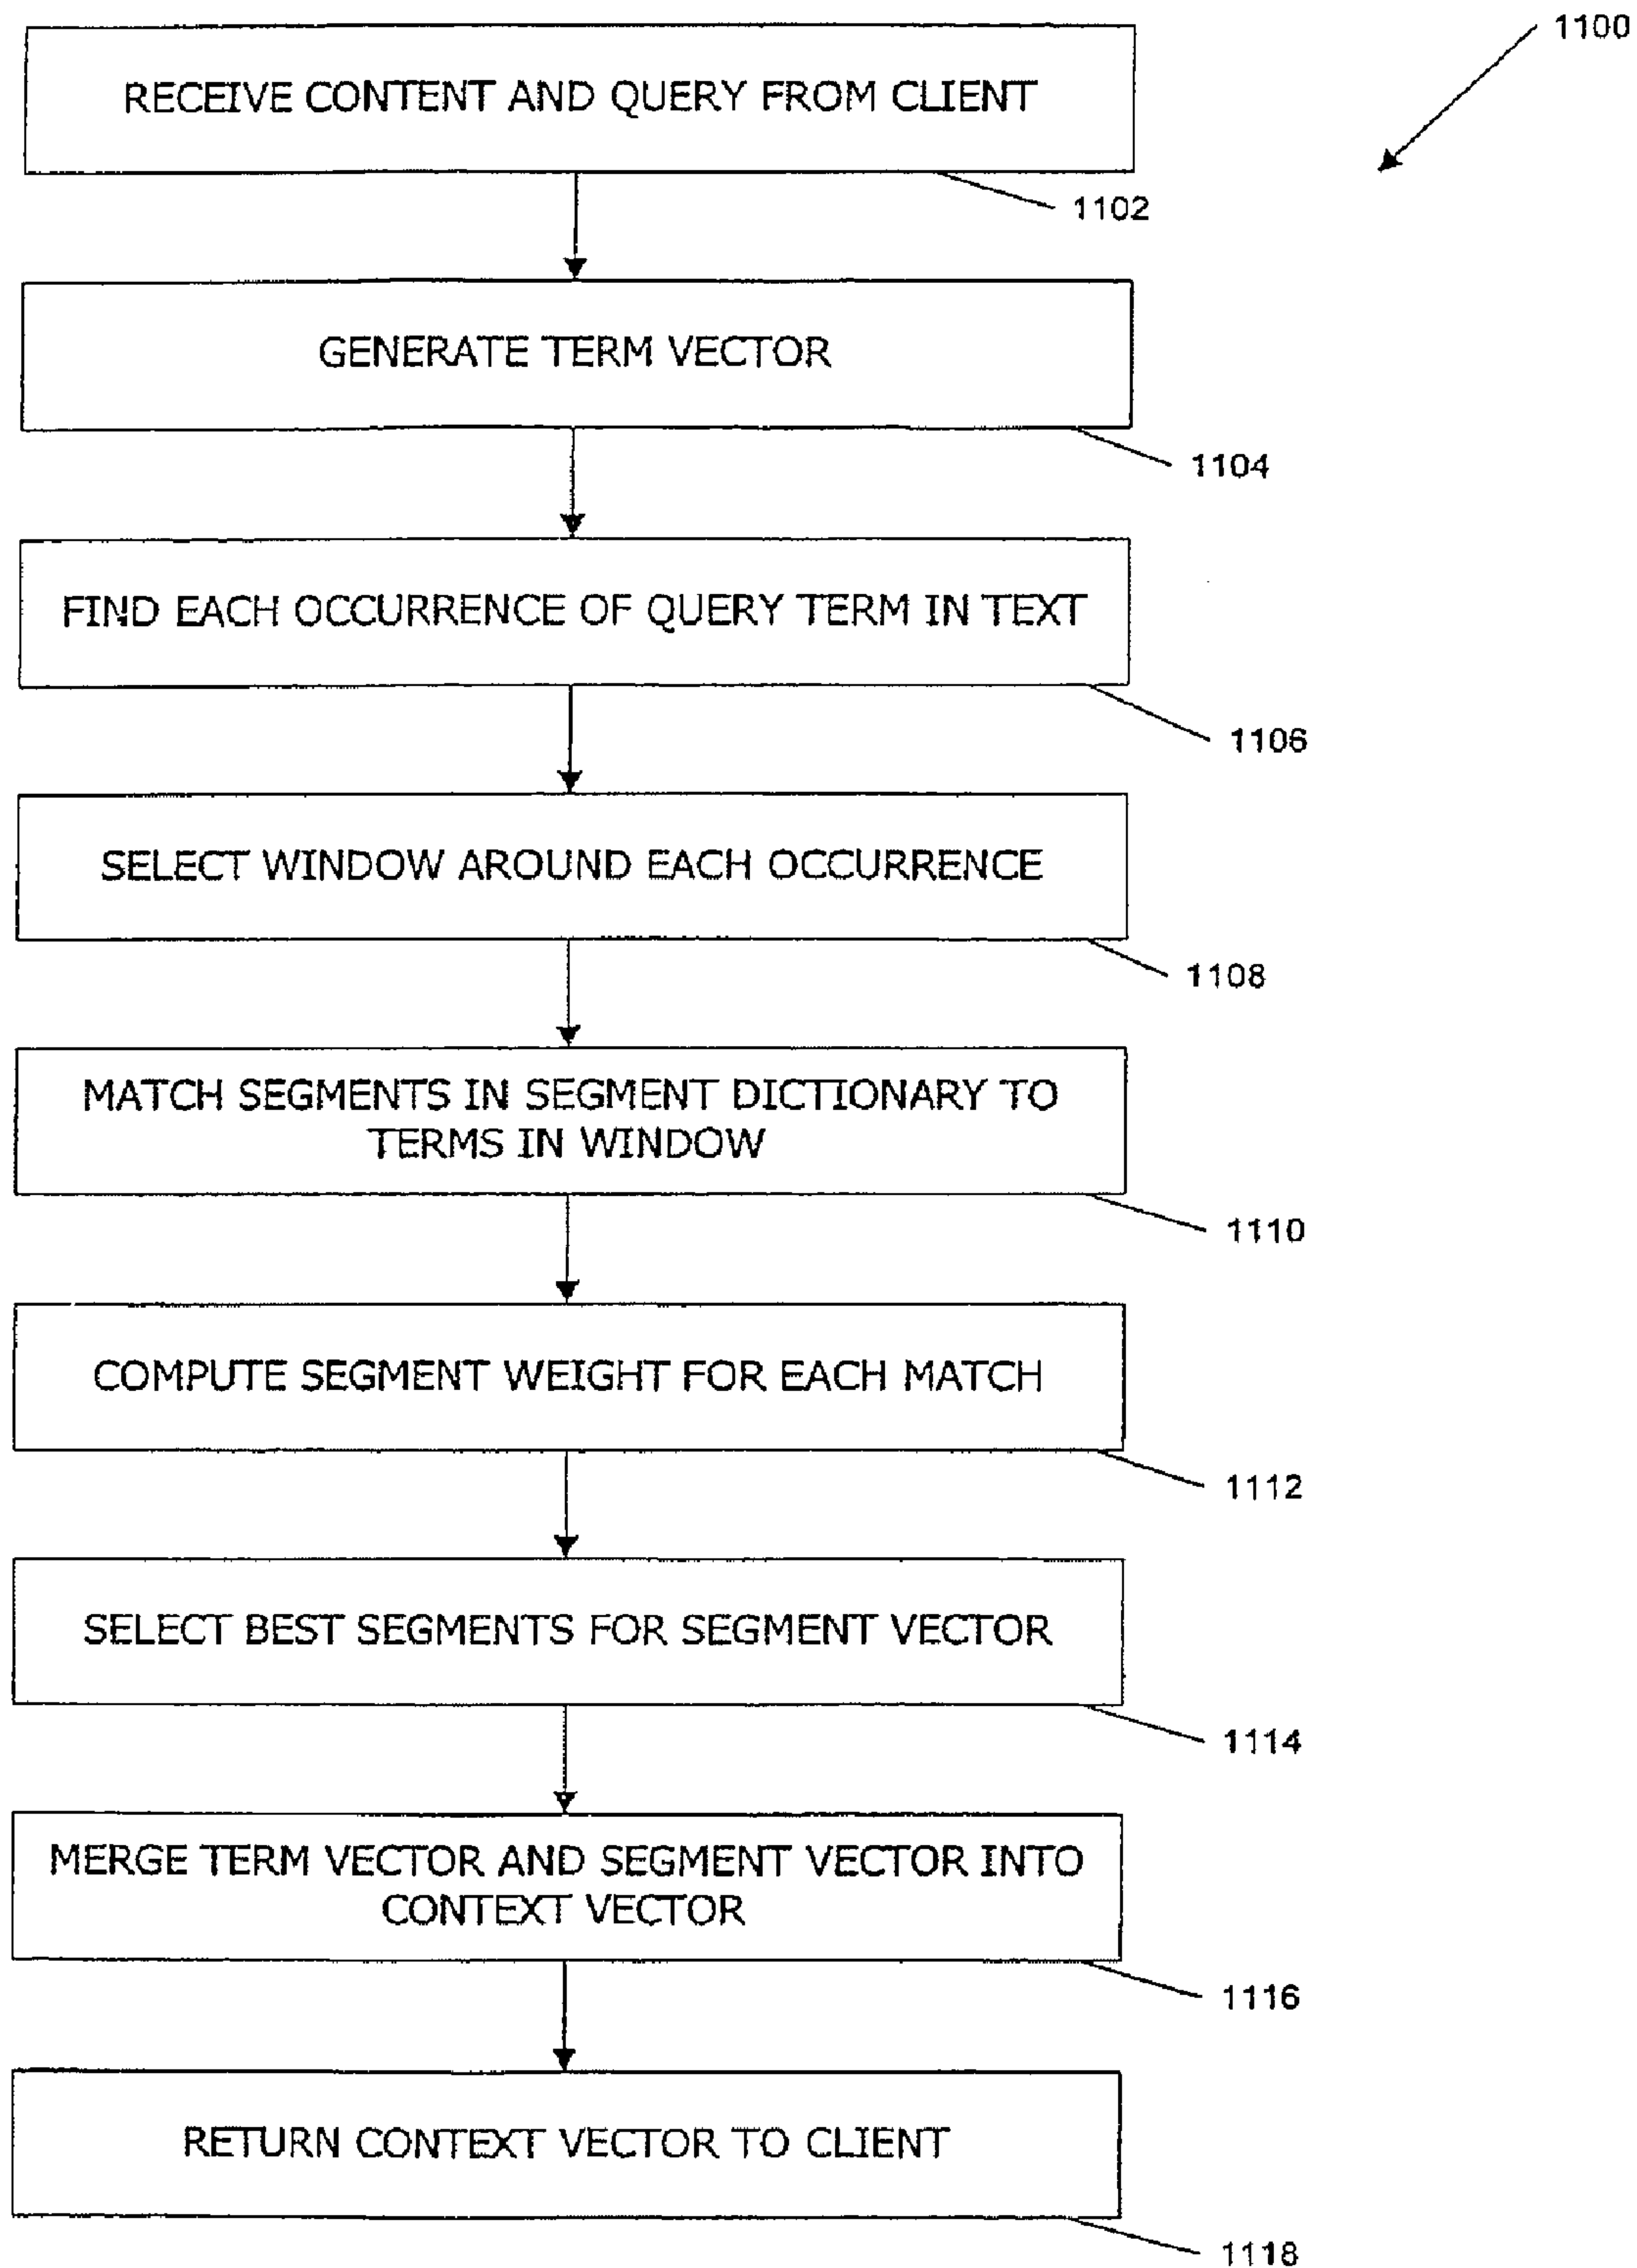 1100
RECEIVE CONTENT AND QUERY FROM CLIENT
1102
GENERATE TERM VECTOR
1104
FIND EACH OCCURRENCE OF QUERY TERM IN TEXT
1106
SELECT WINDOW AROUND EACH OCCURRENCE
1108
MATCH SEGMENTS IN SEGMENT DICTIONARY TO
TERMS IN WINDOW
1110
COMPUTE SEGMENT WEIGHT FOR EACH MATCH
1112
SELECT BEST SEGMENTS FOR SEGMENT VECTOR
1114
MERGE TERM VECTOR AND SEGMENT VECTOR INTO
CONTEXT VECTOR
1116
RETURN CONTEXT VECTOR TO CLIENT
1118